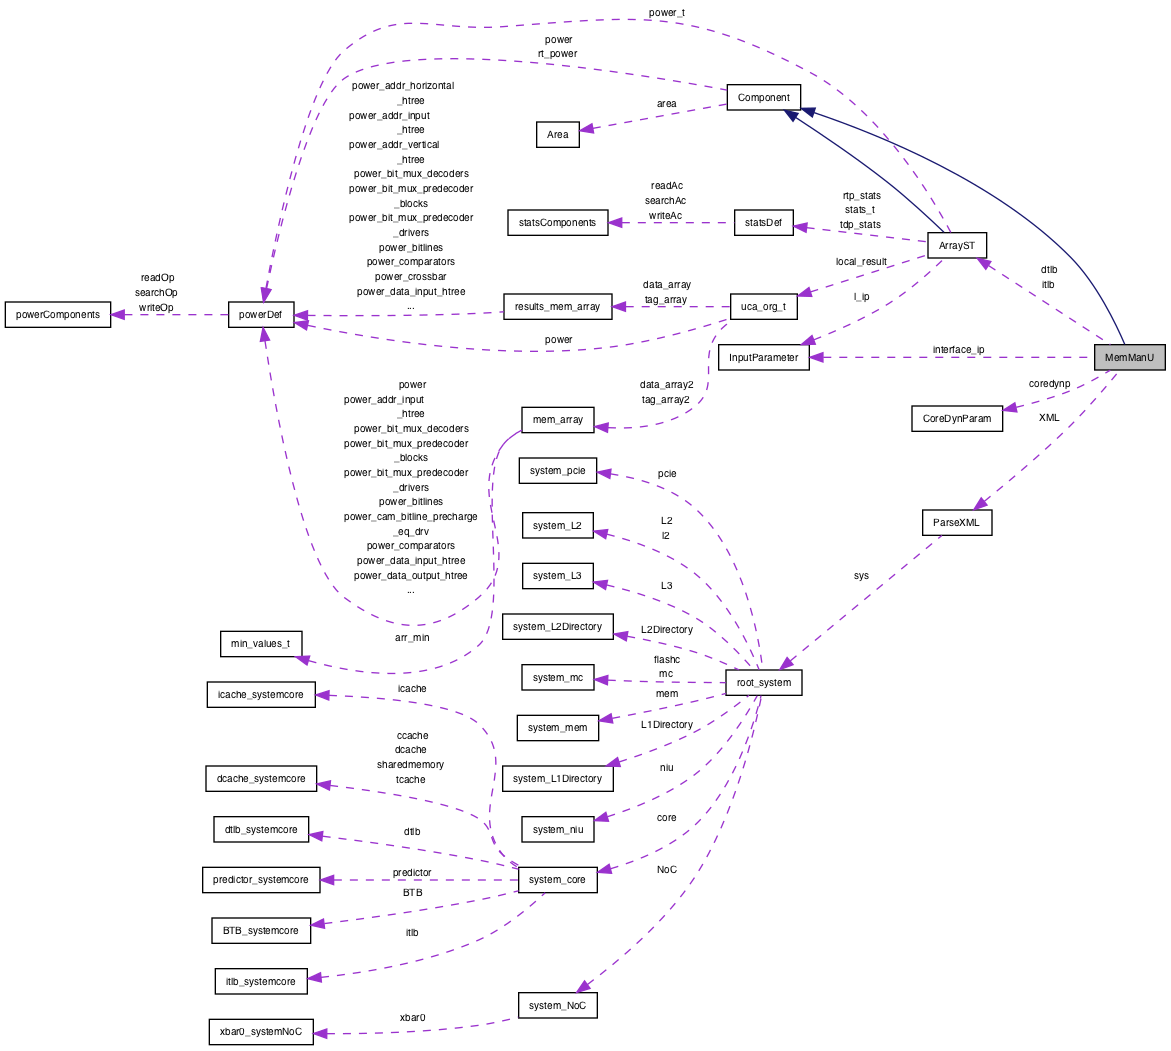 power_t
power
rt_power
Component
area
Area
power_addr_horizontal
_htree
power_addr_input
_htree
power_addr_vertical
_htree
power_bit_mux_decoders
power_bit_mux_predecoder
_blocks
power_bit_mux_predecoder
_drivers
power_bitlines
power_comparators
power_crossbar
power_data_input_htree
...
readAc
searchAc
writeAc
statsComponents
statsDef
rtp_stats
stats_t
tdp_stats
ArrayST
local_result
l_ip
dtlb
itlb
readOp
searchOp
writeOp
powerComponents
powerDef
results_mem_array
data_array
tag_array
uca_org_t
power
InputParameter
interface_ip
MemManU
coredynp
CoreDynParam
XML
ParseXML
sys
data_array2
tag_array2
mem_array
power
power_addr_input
_htree
power_bit_mux_decoders
power_bit_mux_predecoder
_blocks
power_bit_mux_predecoder
_drivers
power_bitlines
power_cam_bitline_precharge
_eq_drv
power_comparators
power_data_input_htree
power_data_output_htree
...
arr_min
min_values_t
system_pcie
pcie
system_L2
L2
l2
system_L3
L3
system_L2Directory
L2Directory
system_mc
flashc
mc
root_system
system_mem
mem
system_L1Directory
L1Directory
system_niu
niu
core
NoC
icache_systemcore
icache
dcache_systemcore
ccache
dcache
sharedmemory
tcache
dtlb_systemcore
dtlb
predictor_systemcore
predictor
system_core
BTB_systemcore
BTB
itlb_systemcore
itlb
system_NoC
xbar0_systemNoC
xbar0